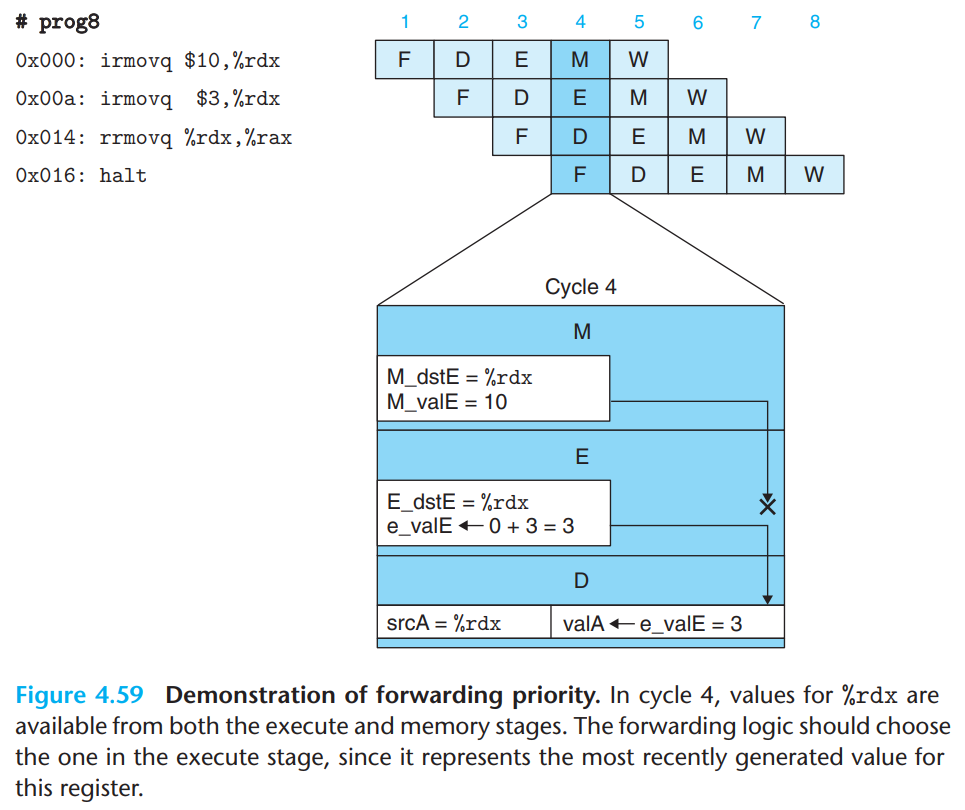 # prog8
1 2 3 4 5 6 7 8
0x000: irmovq $10,%rdx F D E M W
0x00a: irmovq $3,%rdx F D E M W
0x014: rrmovq %rdx,%rax F D E M W
0x016: halt F D E M W
Cycle 4
M
M_dstE = %rdx
M_valE = 10
E
E_dstE = %rdx
e_valE ← 0 + 3 = 3
D
srcA = %rdx valA ← e_valE = 3
Figure 4.59 Demonstration of forwarding priority. In cycle 4, values for %rdx are
available from both the execute and memory stages. The forwarding logic should choose
the one in the execute stage, since it represents the most recently generated value for
this register.